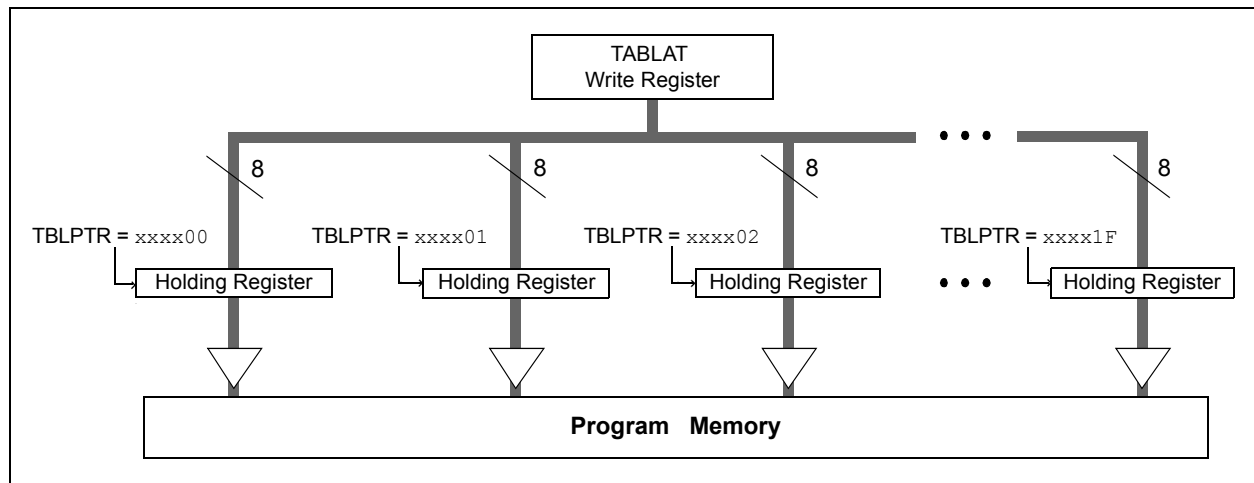 TABLAT
Write Register
• • •
8 8 8 8
TBLPTR = xxxx00 TBLPTR = xxxx01 TBLPTR = xxxx02 TBLPTR = xxxx1F
Holding Register Holding Register Holding Register • • • Holding Register
Program Memory